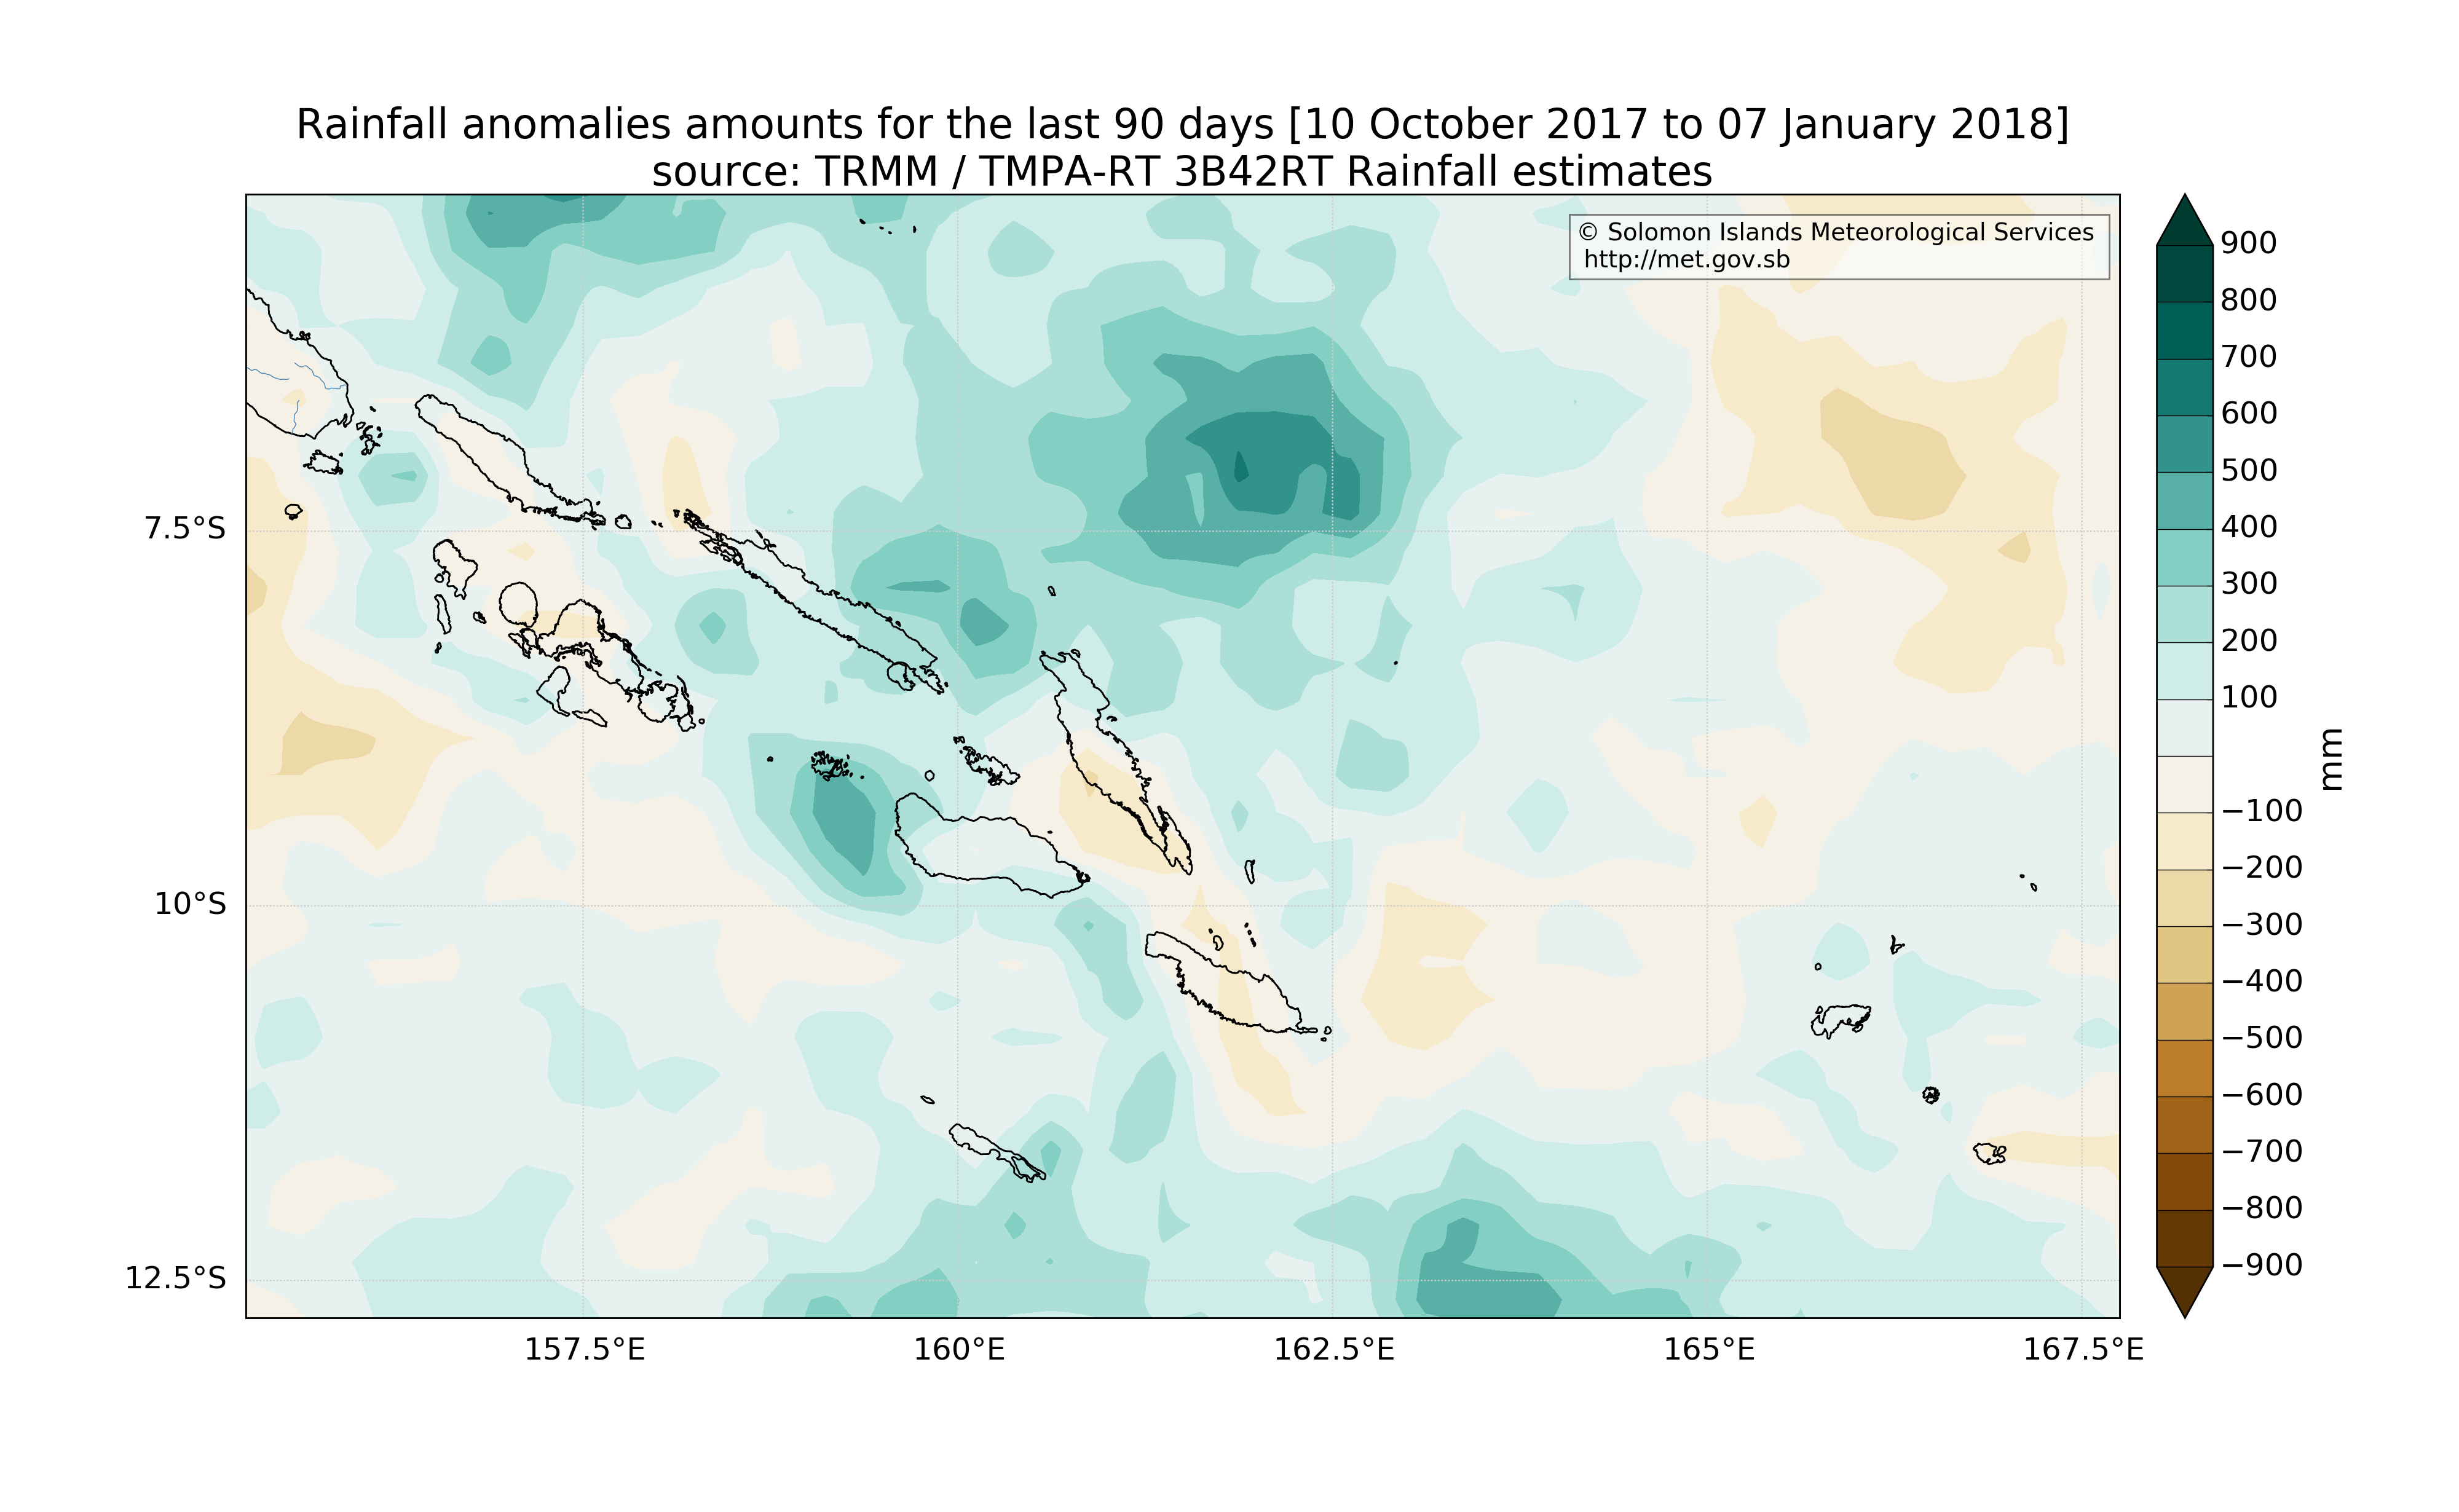 Rainfall anomalies amounts for the last 90 days [10 October 2017 to 07 January 2018]
source: TRMM / TMPA-RT 3B42RT Rainfall estimates
© Solomon Islands Meteorological Services
http://met.gov.sb
7.5°S
10°S
12.5°S
157.5°E
160°E
162.5°E
165°E
167.5°E
900
800
700
600
500
400
300
200
100
−100
−200
−300
−400
−500
−600
−700
−800
−900
mm